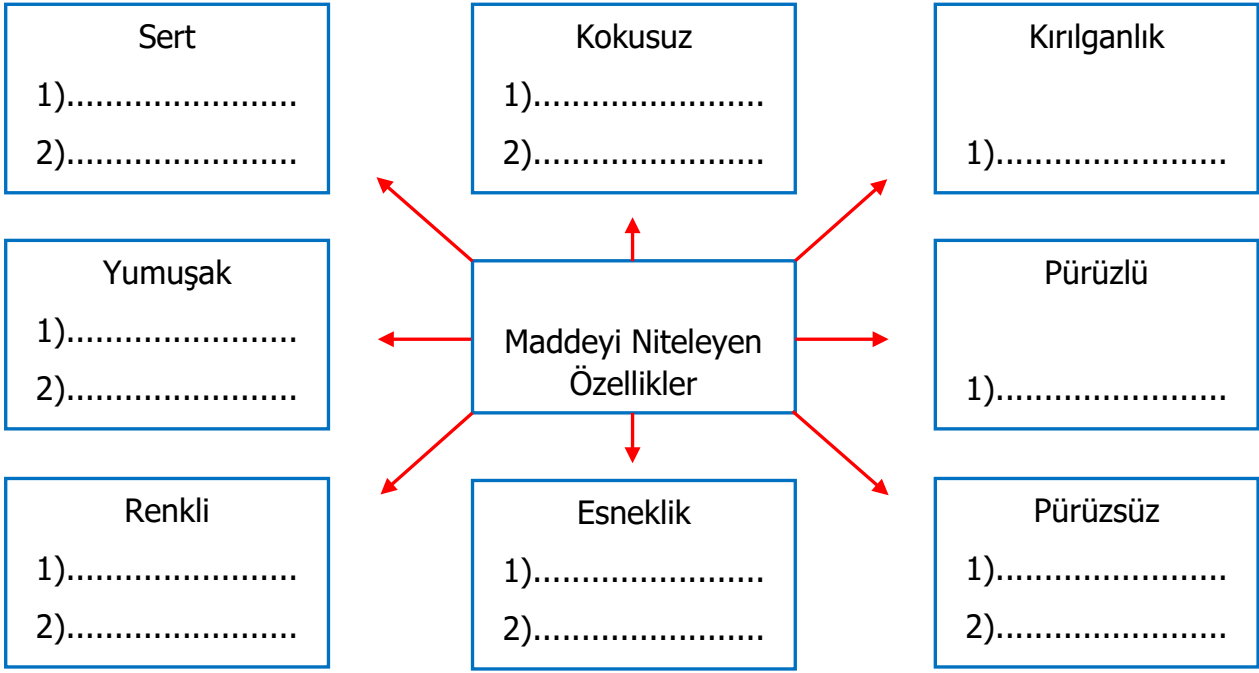 Sert
1)........................
2)........................
Kokusuz
1)........................
2)........................
Kırılganlık
1)........................
Yumuşak
1)........................
2)........................
Maddeyi Niteleyen
Özellikler
Pürüzlü
1)........................
Renkli
1)........................
2)........................
Esneklik
1)........................
2)........................
Pürüzsüz
1)........................
2)........................